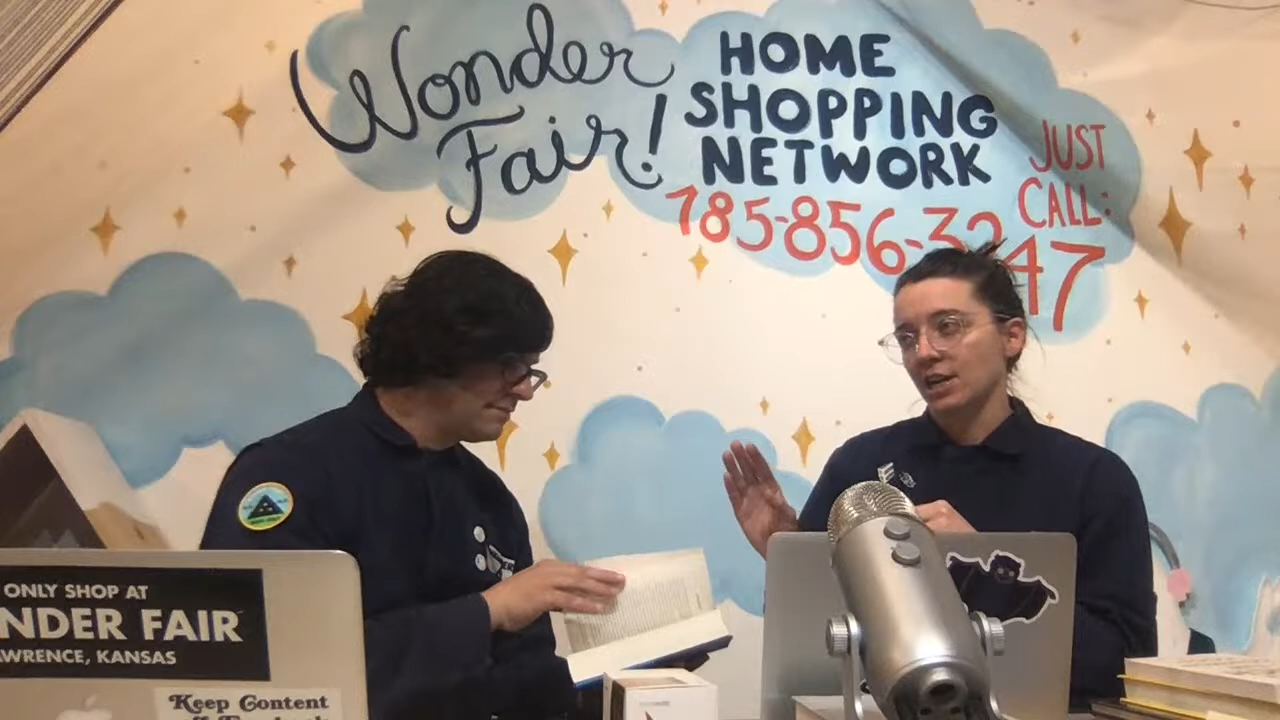 Wonder
Fair!
HOME
SHOPPING
NETWORK
JUST
CALL:
785-856-3247
ONLY SHOP AT
NDER FAIR
AWRENCE, KANSAS
Keep Content